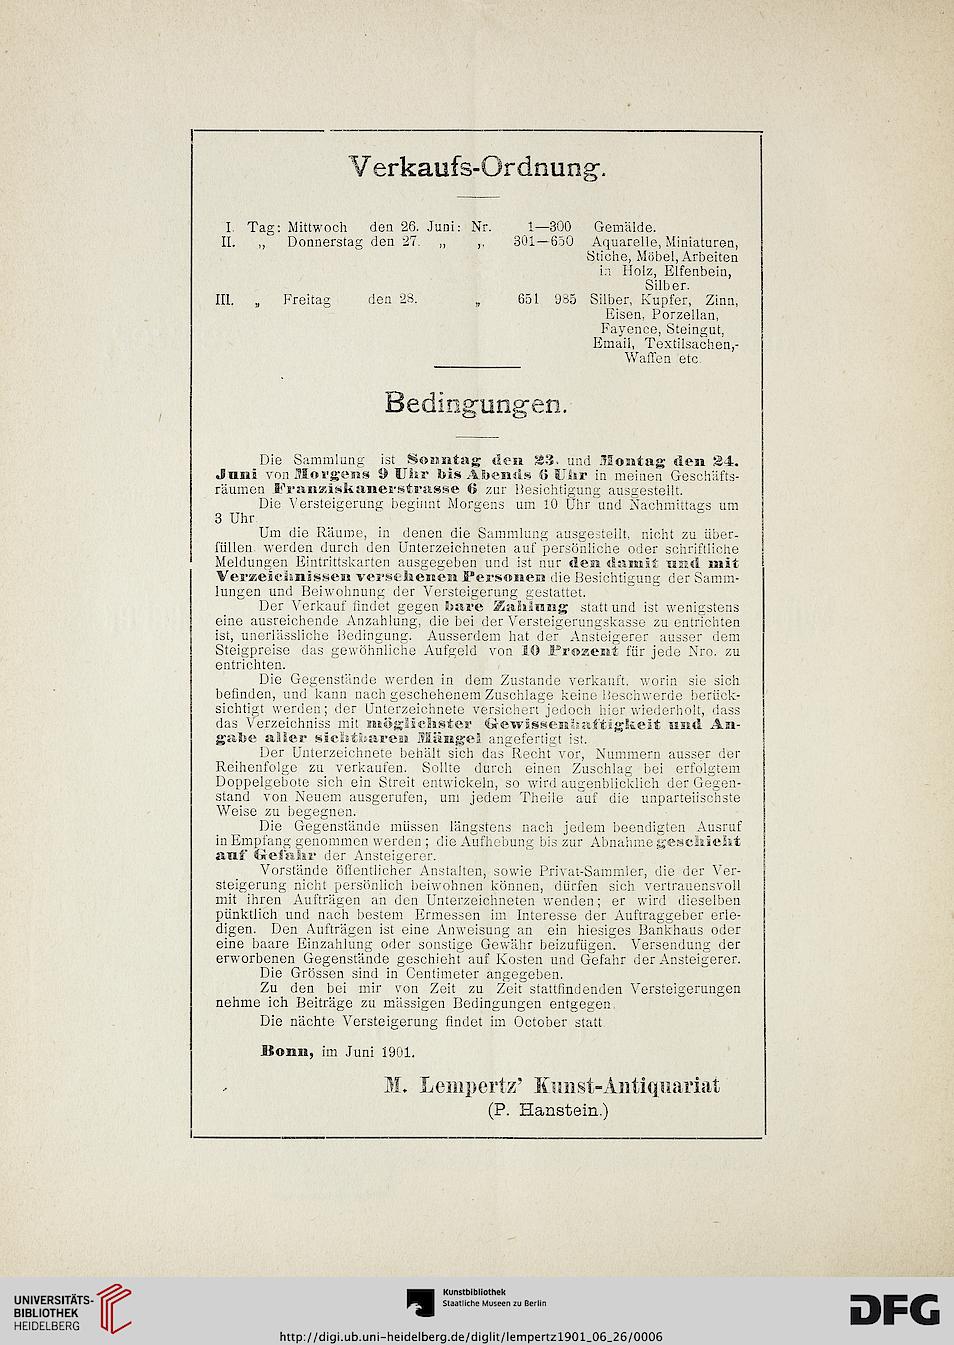 Verkaufs-Ordnung.
I. Tag: Mittwoch den 26. Juni: Nr. 1—300 Gemälde.
II. „ Donnerstag den 27. „ „ 301—650 Aquarelle, Miniaturen,
Stiche, Möbel, Arbeiten
in Holz, Elfenbein,
Silber.
III. „ Freitag den 28. „ 651 985 Silber, Kupfer, Zinn,
Eisen, Porzellan,
Fayence, Steingut,
Email, Textilsachen,-
Waffen etc.
Bedingungen.
Die Sammlung ist Sonntag den 23. und Montag den 24.
Juni von Morgens 9 Uhr bis Abends 6 Uhr in meinen Geschäfts-
räumen Franziskanerstrasse 6 zur Besichtigung ausgestellt.
Die Versteigerung beginnt Morgens um 10 Uhr und Nachmittags um
3 Uhr
Um die Räume, in denen die Sammlung ausgestellt, nicht zu über-
füllen werden durch den Unterzeichneten auf persönliche oder schriftliche
Meldungen Eintrittskarten ausgegeben und ist nur den damit und mit
Verzeichnissen versehenen Personen die Besichtigung der Samm-
lungen und Beiwohnung der Versteigerung gestattet.
Der Verkauf findet gegen bare Zahlung statt und ist wenigstens
eine ausreichende Anzahlung, die bei der Versteigerungskasse zu entrichten
ist, unerlässliche Bedingung. Ausserdem hat der Ansteigerer ausser dem
Steigpreise das gewöhnliche Aufgeld von 10 Prozent für jede Nro. zu
entrichten.
Die Gegenstände werden in dem Zustande verkauft, worin sie sich
befinden, und kann nach geschehenem Zuschlage keine Beschwerde berück-
sichtigt werden; der Unterzeichnete versichert jedoch hier wiederholt, dass
das Verzeichniss mit möglichster Gewissenhaftigkeit und An-
gabe aller sichtbaren Mängel angefertigt ist.
Der Unterzeichnete behält sich das Recht vor, Nummern ausser der
Reihenfolge zu verkaufen. Sollte durch einen Zuschlag bei erfolgtem
Doppelgebote sich ein Streit entwickeln, so wird augenblicklich der Gegen-
stand von Neuem ausgerufen, um jedem Theile auf die unparteiischste
Weise zu begegnen.
Die Gegenstände müssen längstens nach jedem beendigten Ausruf
in Empfang genommen werden; die Aufhebung bis zur Abnahme geschieht
auf Gefahr der Ansteigerer.
Vorstände öffentlicher Anstalten, sowie Privat-Sammler, die der Ver-
steigerung nicht persönlich beiwohnen können, dürfen sich vertrauensvoll
mit ihren Aufträgen an den Unterzeichneten wenden; er wird dieselben
pünktlich und nach bestem Ermessen im Interesse der Auftraggeber erle-
digen. Den Aufträgen ist eine Anweisung an ein hiesiges Bankhaus oder
eine baare Einzahlung oder sonstige Gewähr beizufügen. Versendung der
erworbenen Gegenstände geschieht auf Kosten und Gefahr der Ansteigerer.
Die Grössen sind in Centimeter angegeben.
Zu den bei mir von Zeit zu Zeit stattfindenden Versteigerungen
nehme ich Beiträge zu mässigen Bedingungen entgegen.
Die nächte Versteigerung findet im October statt
Bonn, im Juni 1901.
M. Lempertz' Kunst-Antiquariat
(P. Hanstein.)
UNIVERSITÄTS-
BIBLIOTHEK
HEIDELBERG
Kunstbibliothek
Staatliche Museen zu Berlin
DFG
http://digi.ub.uni-heidelberg.de/diglit/lempertz1901_06_26/0006